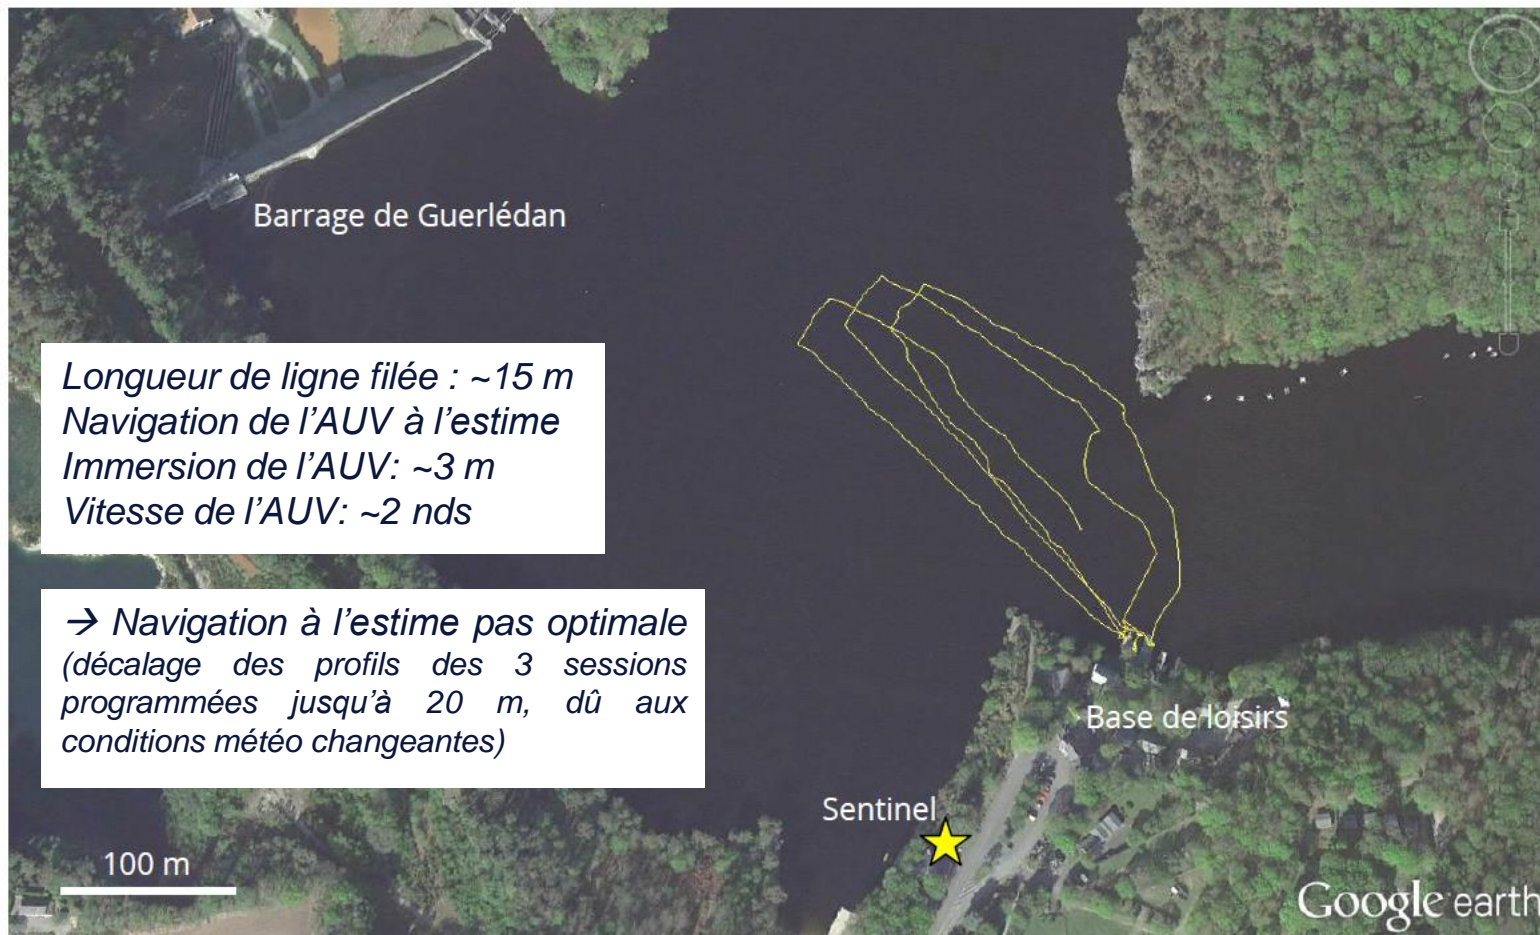 Barrage de Guerlédan
Longueur de ligne filée : ~15 m
Navigation de l’AUV à l’estime
Immersion de l’AUV: ~3 m
Vitesse de l’AUV: ~2 nds
→ Navigation à l’estime pas optimale
(décalage des profils des 3 sessions
programmées jusqu’à 20 m, dû aux
conditions météo changeantes)
Base de loisirs
Sentinel
100 m
Google earth